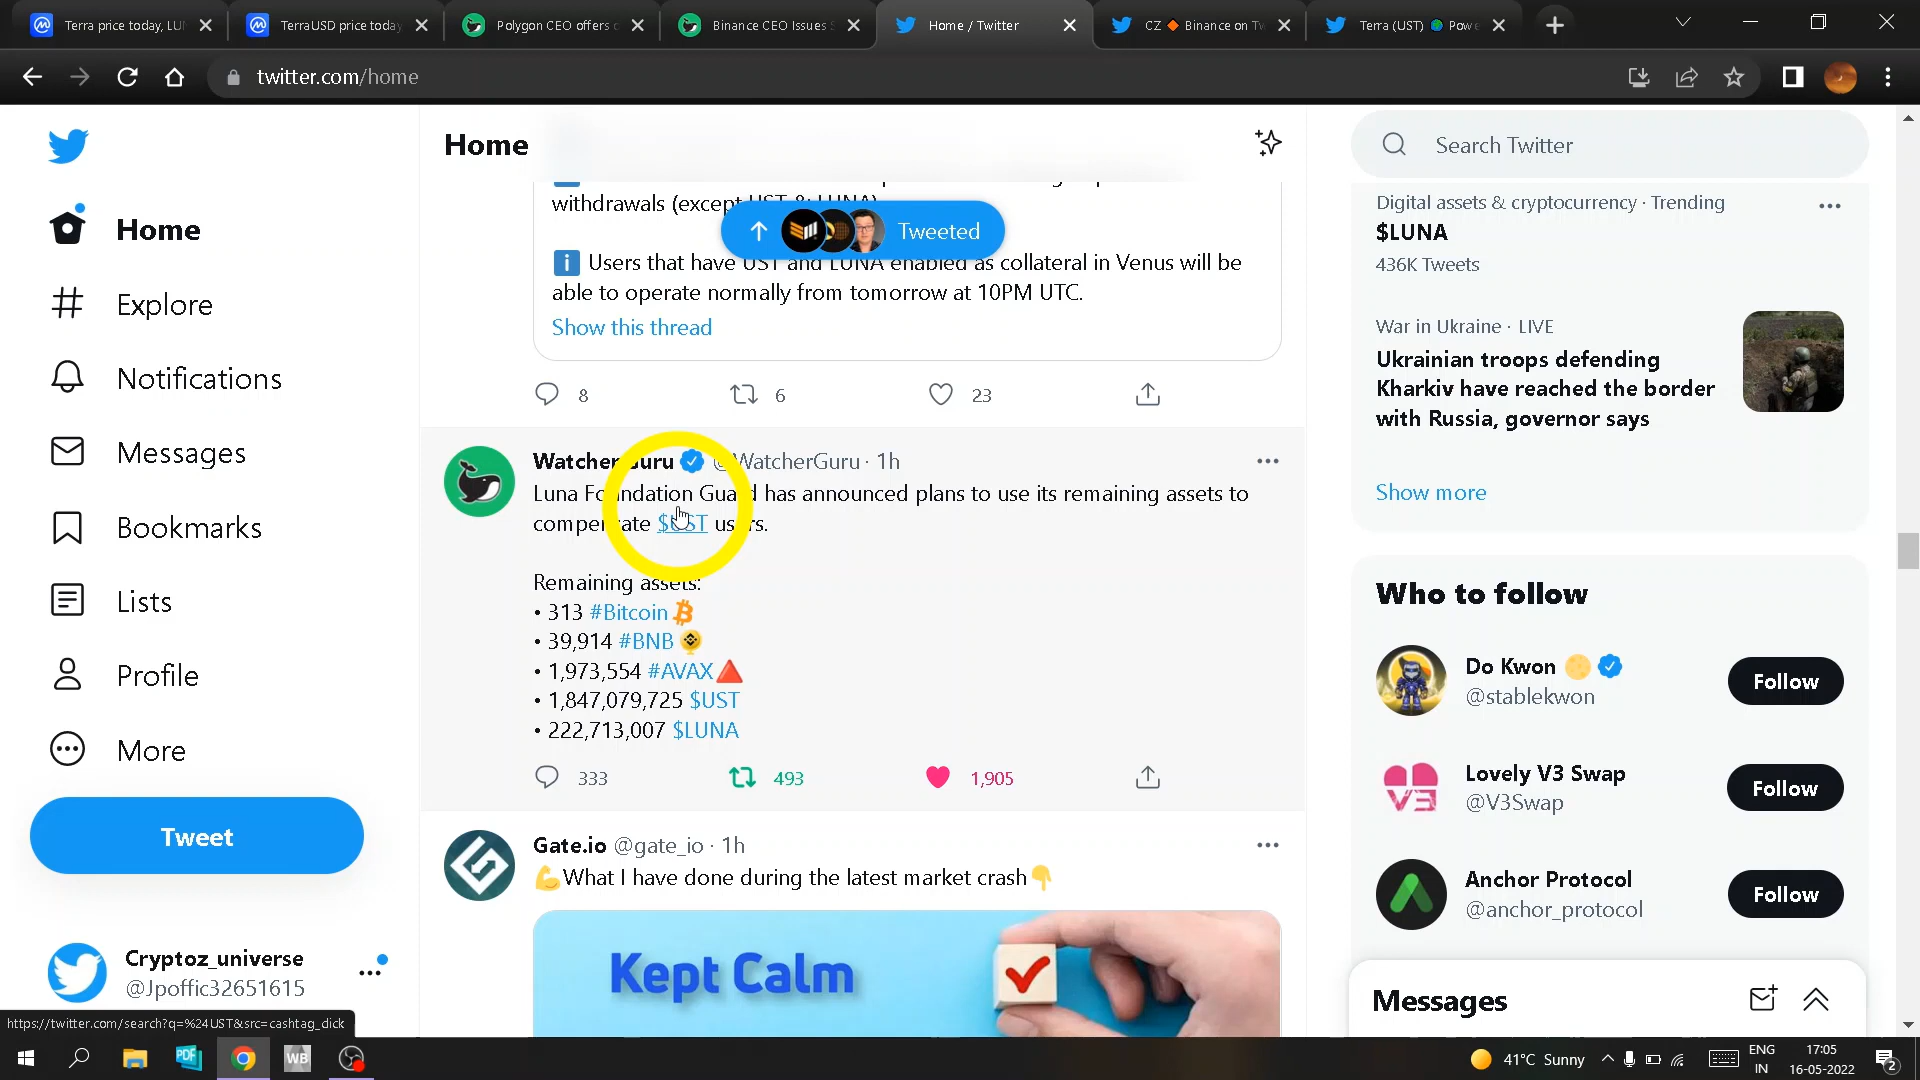 Terra price today, LU
TerraUSD price today
Polygon CEO offers
Binance CEO Issues
Home / Twitter
CZ 🔶 Binance on Tw
Terra (UST) 🌍 Powe
twitter.com/home
Home
Explore
Notifications
Messages
Bookmarks
Lists
Profile
More
Tweet
Cryptoz_universe
@Jpoffic32651615
https://twitter.com/search?q=%24UST&src=cashtag_click
Home
withdrawals (except UST & LUNA)
Tweeted
ℹ️ Users that have UST and LUNA enabled as collateral in Venus will be
able to operate normally from tomorrow at 10PM UTC.
Show this thread
8 6 23
WatcherGuru @WatcherGuru · 1h
Luna Foundation Guard has announced plans to use its remaining assets to
compensate $UST users.
Remaining assets:
• 313 #Bitcoin
• 39,914 #BNB
• 1,973,554 #AVAX🔺
• 1,847,079,725 $UST
• 222,713,007 $LUNA
333 493 1,905
Gate.io @gate_io · 1h
💪What I have done during the latest market crash👇
Kept Calm
Search Twitter
Digital assets & cryptocurrency · Trending
$LUNA
436K Tweets
War in Ukraine · LIVE
Ukrainian troops defending
Kharkiv have reached the border
with Russia, governor says
Show more
Who to follow
Do Kwon 🌕
@stablekwon
Follow
Lovely V3 Swap
@V3Swap
Follow
Anchor Protocol
@anchor_protocol
Follow
Messages
PDF
WB
41°C Sunny
ENG
IN
17:05
16-05-2022
2